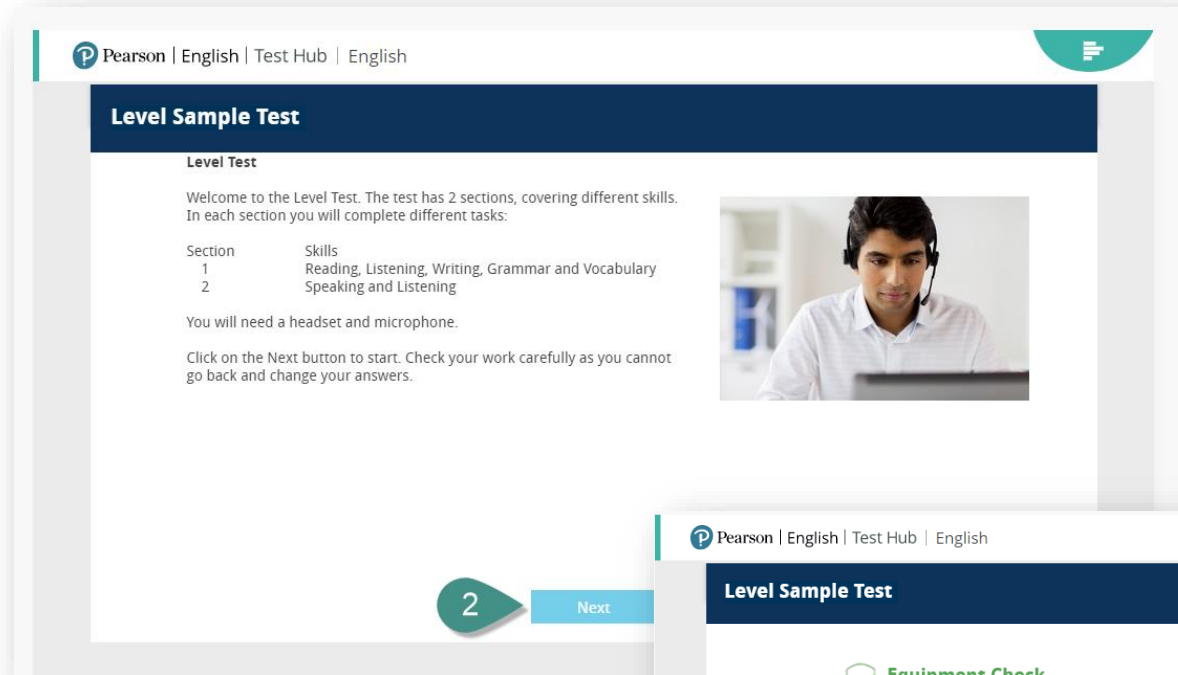 Pearson | English | Test Hub | English
Level Sample Test
Level Test
Welcome to the Level Test. The test has 2 sections, covering different skills.
In each section you will complete different tasks:
Section Skills
1 Reading, Listening, Writing, Grammar and Vocabulary
2 Speaking and Listening
You will need a headset and microphone.
Click on the Next button to start. Check your work carefully as you cannot
go back and change your answers.
2 Next
Pearson | English | Test Hub | English
Level Sample Test
Equipment Check